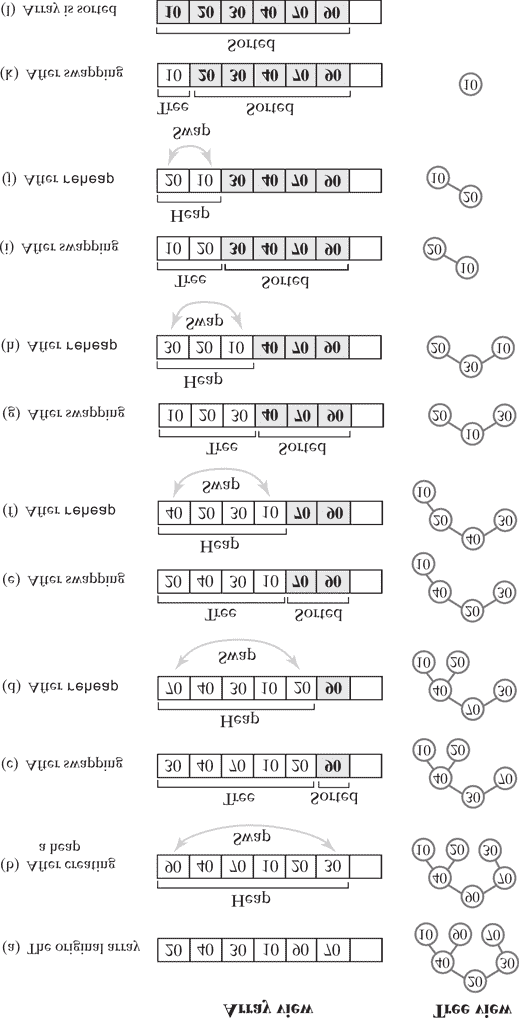 Array view Tree view
(a) The original array 20 40 30 10 90 70
20
40 30
10 90 70
Heap
(b) After creating
a heap
90 40 70 10 20 30
Swap
90
40 70
10 20 30
Tree Sorted
(c) After swapping 30 40 70 10 20 90
30
40 70
10 20
Heap
(d) After reheap 70 40 30 10 20 90
Swap
70
40 30
10 20
Tree Sorted
(e) After swapping 20 40 30 10 70 90
20
40 30
10
Heap
(f) After reheap 40 20 30 10 70 90
Swap
40
20 30
10
Tree Sorted
(g) After swapping 10 20 30 40 70 90
10
20 30
Heap
(h) After reheap 30 20 10 40 70 90
Swap
30
20 10
Tree Sorted
(i) After swapping 10 20 30 40 70 90
10
20
Heap
(j) After reheap 20 10 30 40 70 90
Swap
20
10
Tree Sorted
(k) After swapping 10 20 30 40 70 90
10
Sorted
(l) Array is sorted 10 20 30 40 70 90